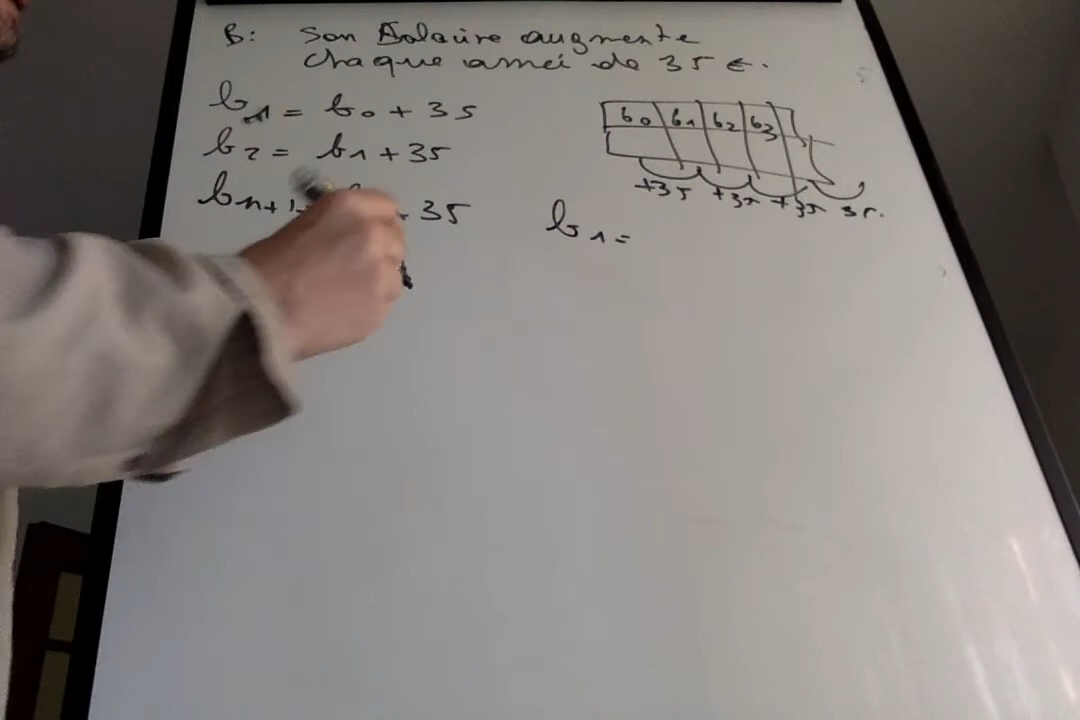 B: Son Salaire augmente
chaque année de 35 €.
b1 = b0 + 35
b2 = b1 + 35
bn+1 + 35
b0 b1 b2 b3
+35 +35 +35 35.
b1 =